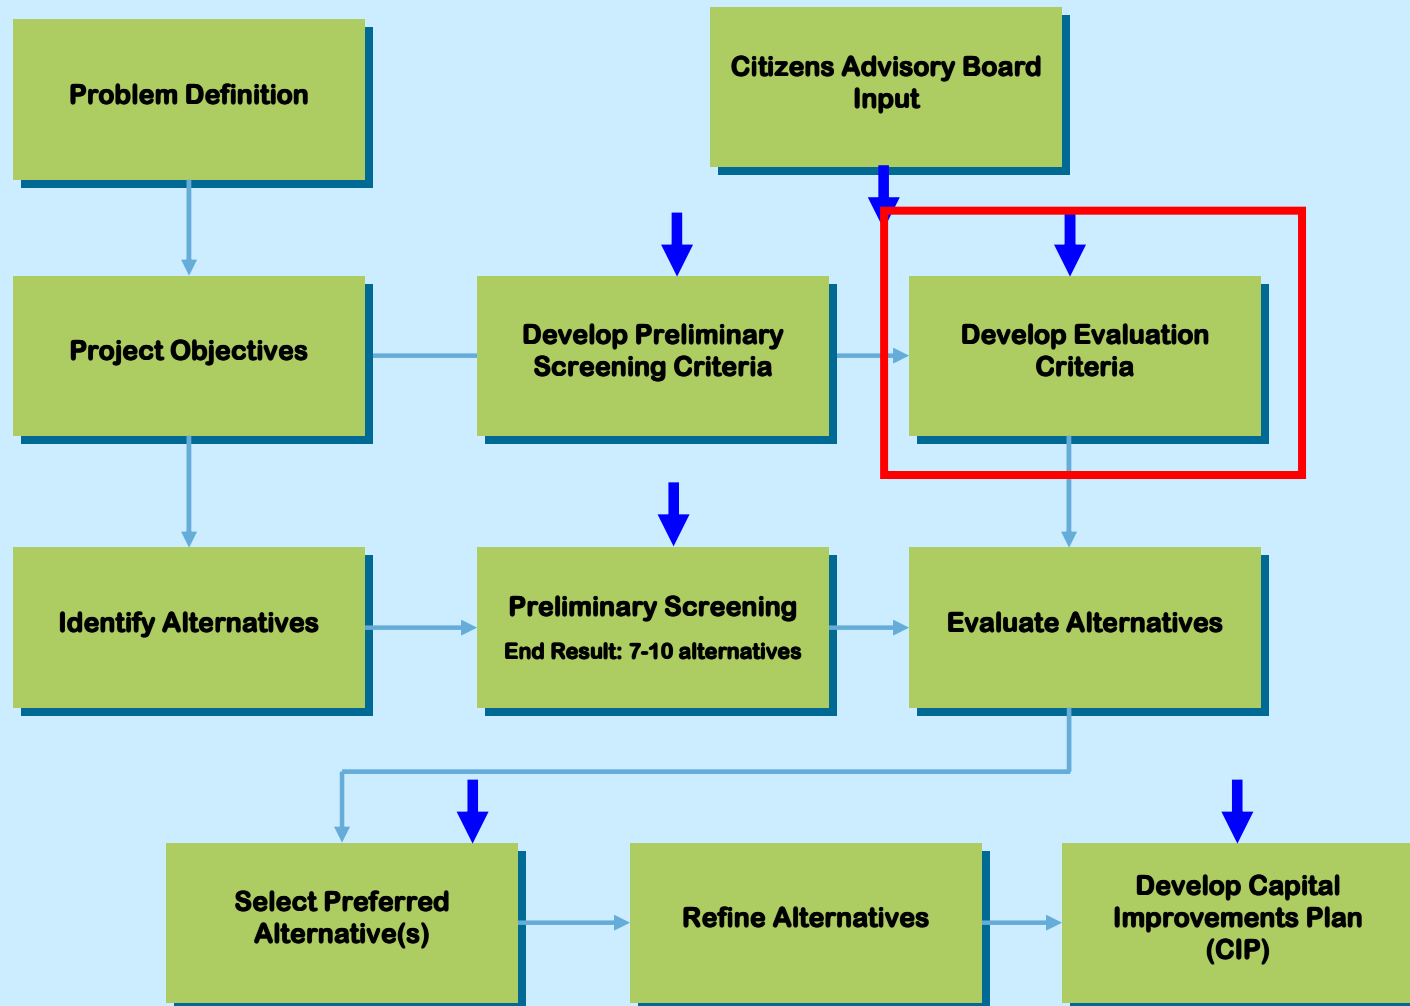 Problem Definition
Citizens Advisory Board
Input
Project Objectives
Develop Preliminary
Screening Criteria
Develop Evaluation
Criteria
Identify Alternatives
Preliminary Screening
End Result: 7-10 alternatives
Evaluate Alternatives
Select Preferred
Alternative(s)
Refine Alternatives
Develop Capital
Improvements Plan
(CIP)